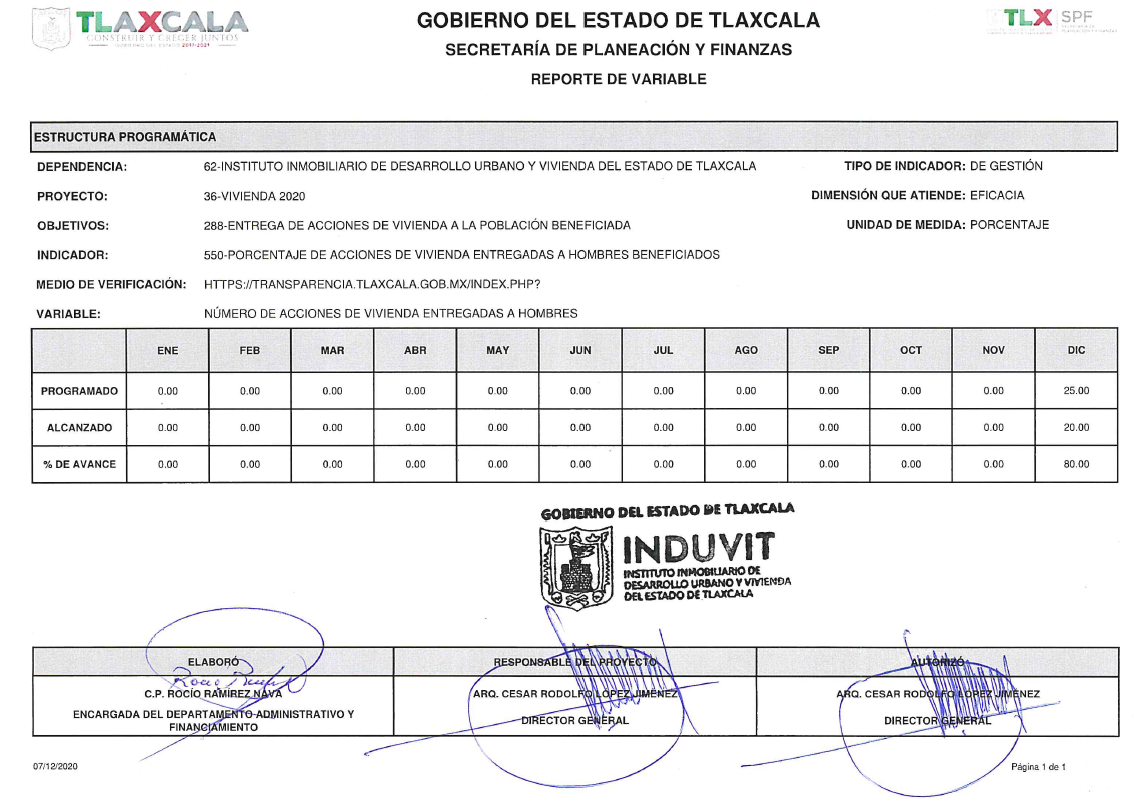 TLAXCALA
CONSTRUIR Y CRECER JUNTOS
GOBIERNO DEL ESTADO 2017-2021
GOBIERNO DEL ESTADO DE TLAXCALA
SECRETARÍA DE PLANEACIÓN Y FINANZAS
REPORTE DE VARIABLE
TLX SPF
ESTRUCTURA PROGRAMÁTICA
DEPENDENCIA: 62-INSTITUTO INMOBILIARIO DE DESARROLLO URBANO Y VIVIENDA DEL ESTADO DE TLAXCALA TIPO DE INDICADOR: DE GESTIÓN
PROYECTO: 36-VIVIENDA 2020 DIMENSIÓN QUE ATIENDE: EFICACIA
OBJETIVOS: 288-ENTREGA DE ACCIONES DE VIVIENDA A LA POBLACIÓN BENEFICIADA UNIDAD DE MEDIDA: PORCENTAJE
INDICADOR: 550-PORCENTAJE DE ACCIONES DE VIVIENDA ENTREGADAS A HOMBRES BENEFICIADOS
MEDIO DE VERIFICACIÓN: HTTPS://TRANSPARENCIA.TLAXCALA.GOB.MX/INDEX.PHP?
VARIABLE: NÚMERO DE ACCIONES DE VIVIENDA ENTREGADAS A HOMBRES
ENE FEB MAR ABR MAY JUN JUL AGO SEP OCT NOV DIC
PROGRAMADO 0.00 0.00 0.00 0.00 0.00 0.00 0.00 0.00 0.00 0.00 0.00 25.00
ALCANZADO 0.00 0.00 0.00 0.00 0.00 0.00 0.00 0.00 0.00 0.00 0.00 20.00
% DE AVANCE 0.00 0.00 0.00 0.00 0.00 0.00 0.00 0.00 0.00 0.00 0.00 80.00
GOBIERNO DEL ESTADO DE TLAXCALA
INDUVIT
INSTITUTO INMOBILIARIO DE
DESARROLLO URBANO Y VIVIENDA
DEL ESTADO DE TLAXCALA
ELABORÓ RESPONSABLE DEL PROYECTO AUTORIZÓ
C.P. ROCÍO RAMÍREZ NAVA ARQ. CESAR RODOLFO LÓPEZ JIMÉNEZ ARQ. CESAR RODOLFO LÓPEZ JIMÉNEZ
ENCARGADA DEL DEPARTAMENTO ADMINISTRATIVO Y FINANCIAMIENTO DIRECTOR GENERAL DIRECTOR GENERAL
07/12/2020 Página 1 de 1